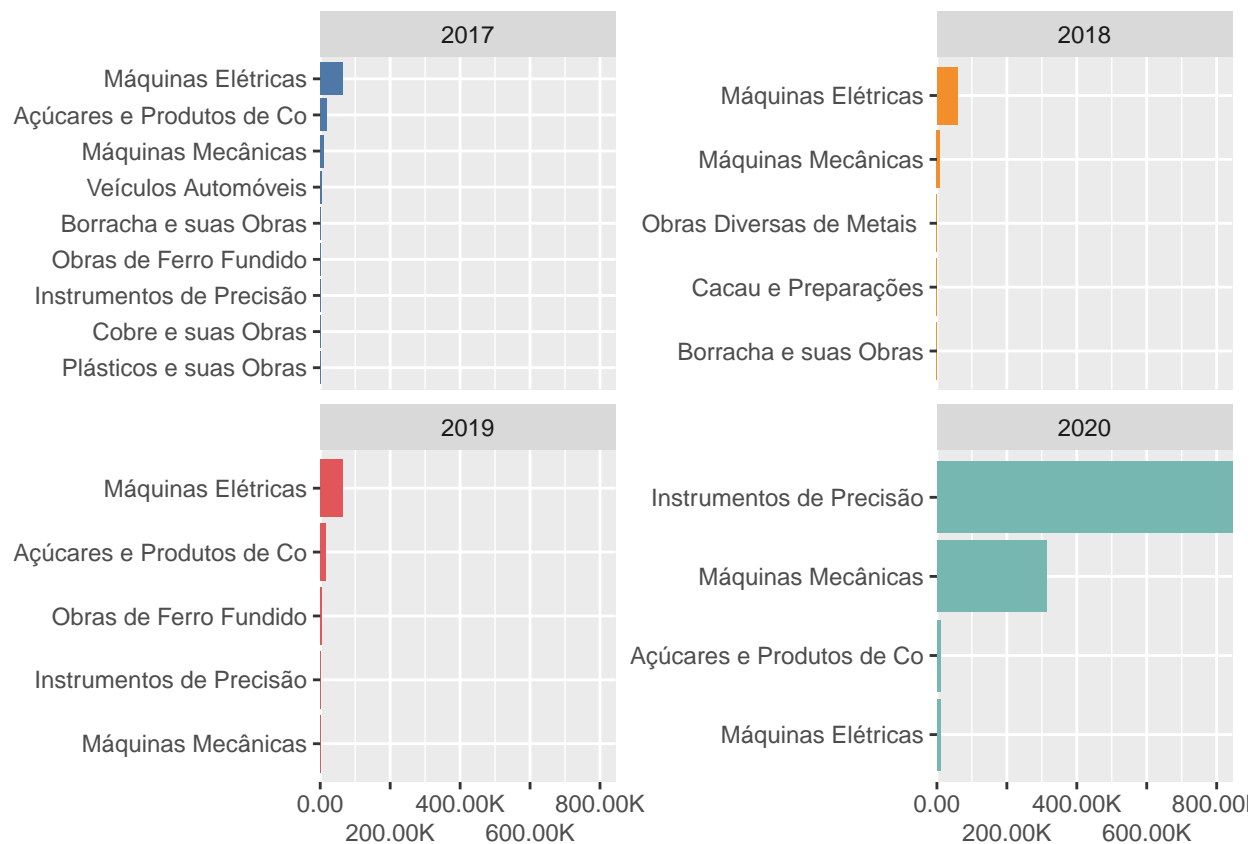 2017
Máquinas Elétricas
Açúcares e Produtos de Co
Máquinas Mecânicas
Veículos Automóveis
Borracha e suas Obras
Obras de Ferro Fundido
Instrumentos de Precisão
Cobre e suas Obras
Plásticos e suas Obras
2018
Máquinas Elétricas
Máquinas Mecânicas
Obras Diversas de Metais
Cacau e Preparações
Borracha e suas Obras
2019
Máquinas Elétricas
Açúcares e Produtos de Co
Obras de Ferro Fundido
Instrumentos de Precisão
Máquinas Mecânicas
0.00 400.00K 800.00K
200.00K 600.00K
2020
Instrumentos de Precisão
Máquinas Mecânicas
Açúcares e Produtos de Co
Máquinas Elétricas
0.00 400.00K 800.00
200.00K 600.00K